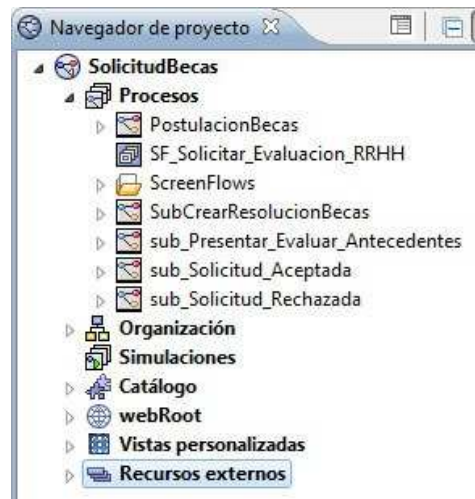 Navegador de proyecto
SolicitudBecas
Procesos
PostulacionBecas
SF_Solicitar_Evaluacion_RRHH
ScreenFlows
SubCrearResolucionBecas
sub_Presentar_Evaluar_Antecedentes
sub_Solicitud_Aceptada
sub_Solicitud_Rechazada
Organización
Simulaciones
Catálogo
webRoot
Vistas personalizadas
Recursos externos